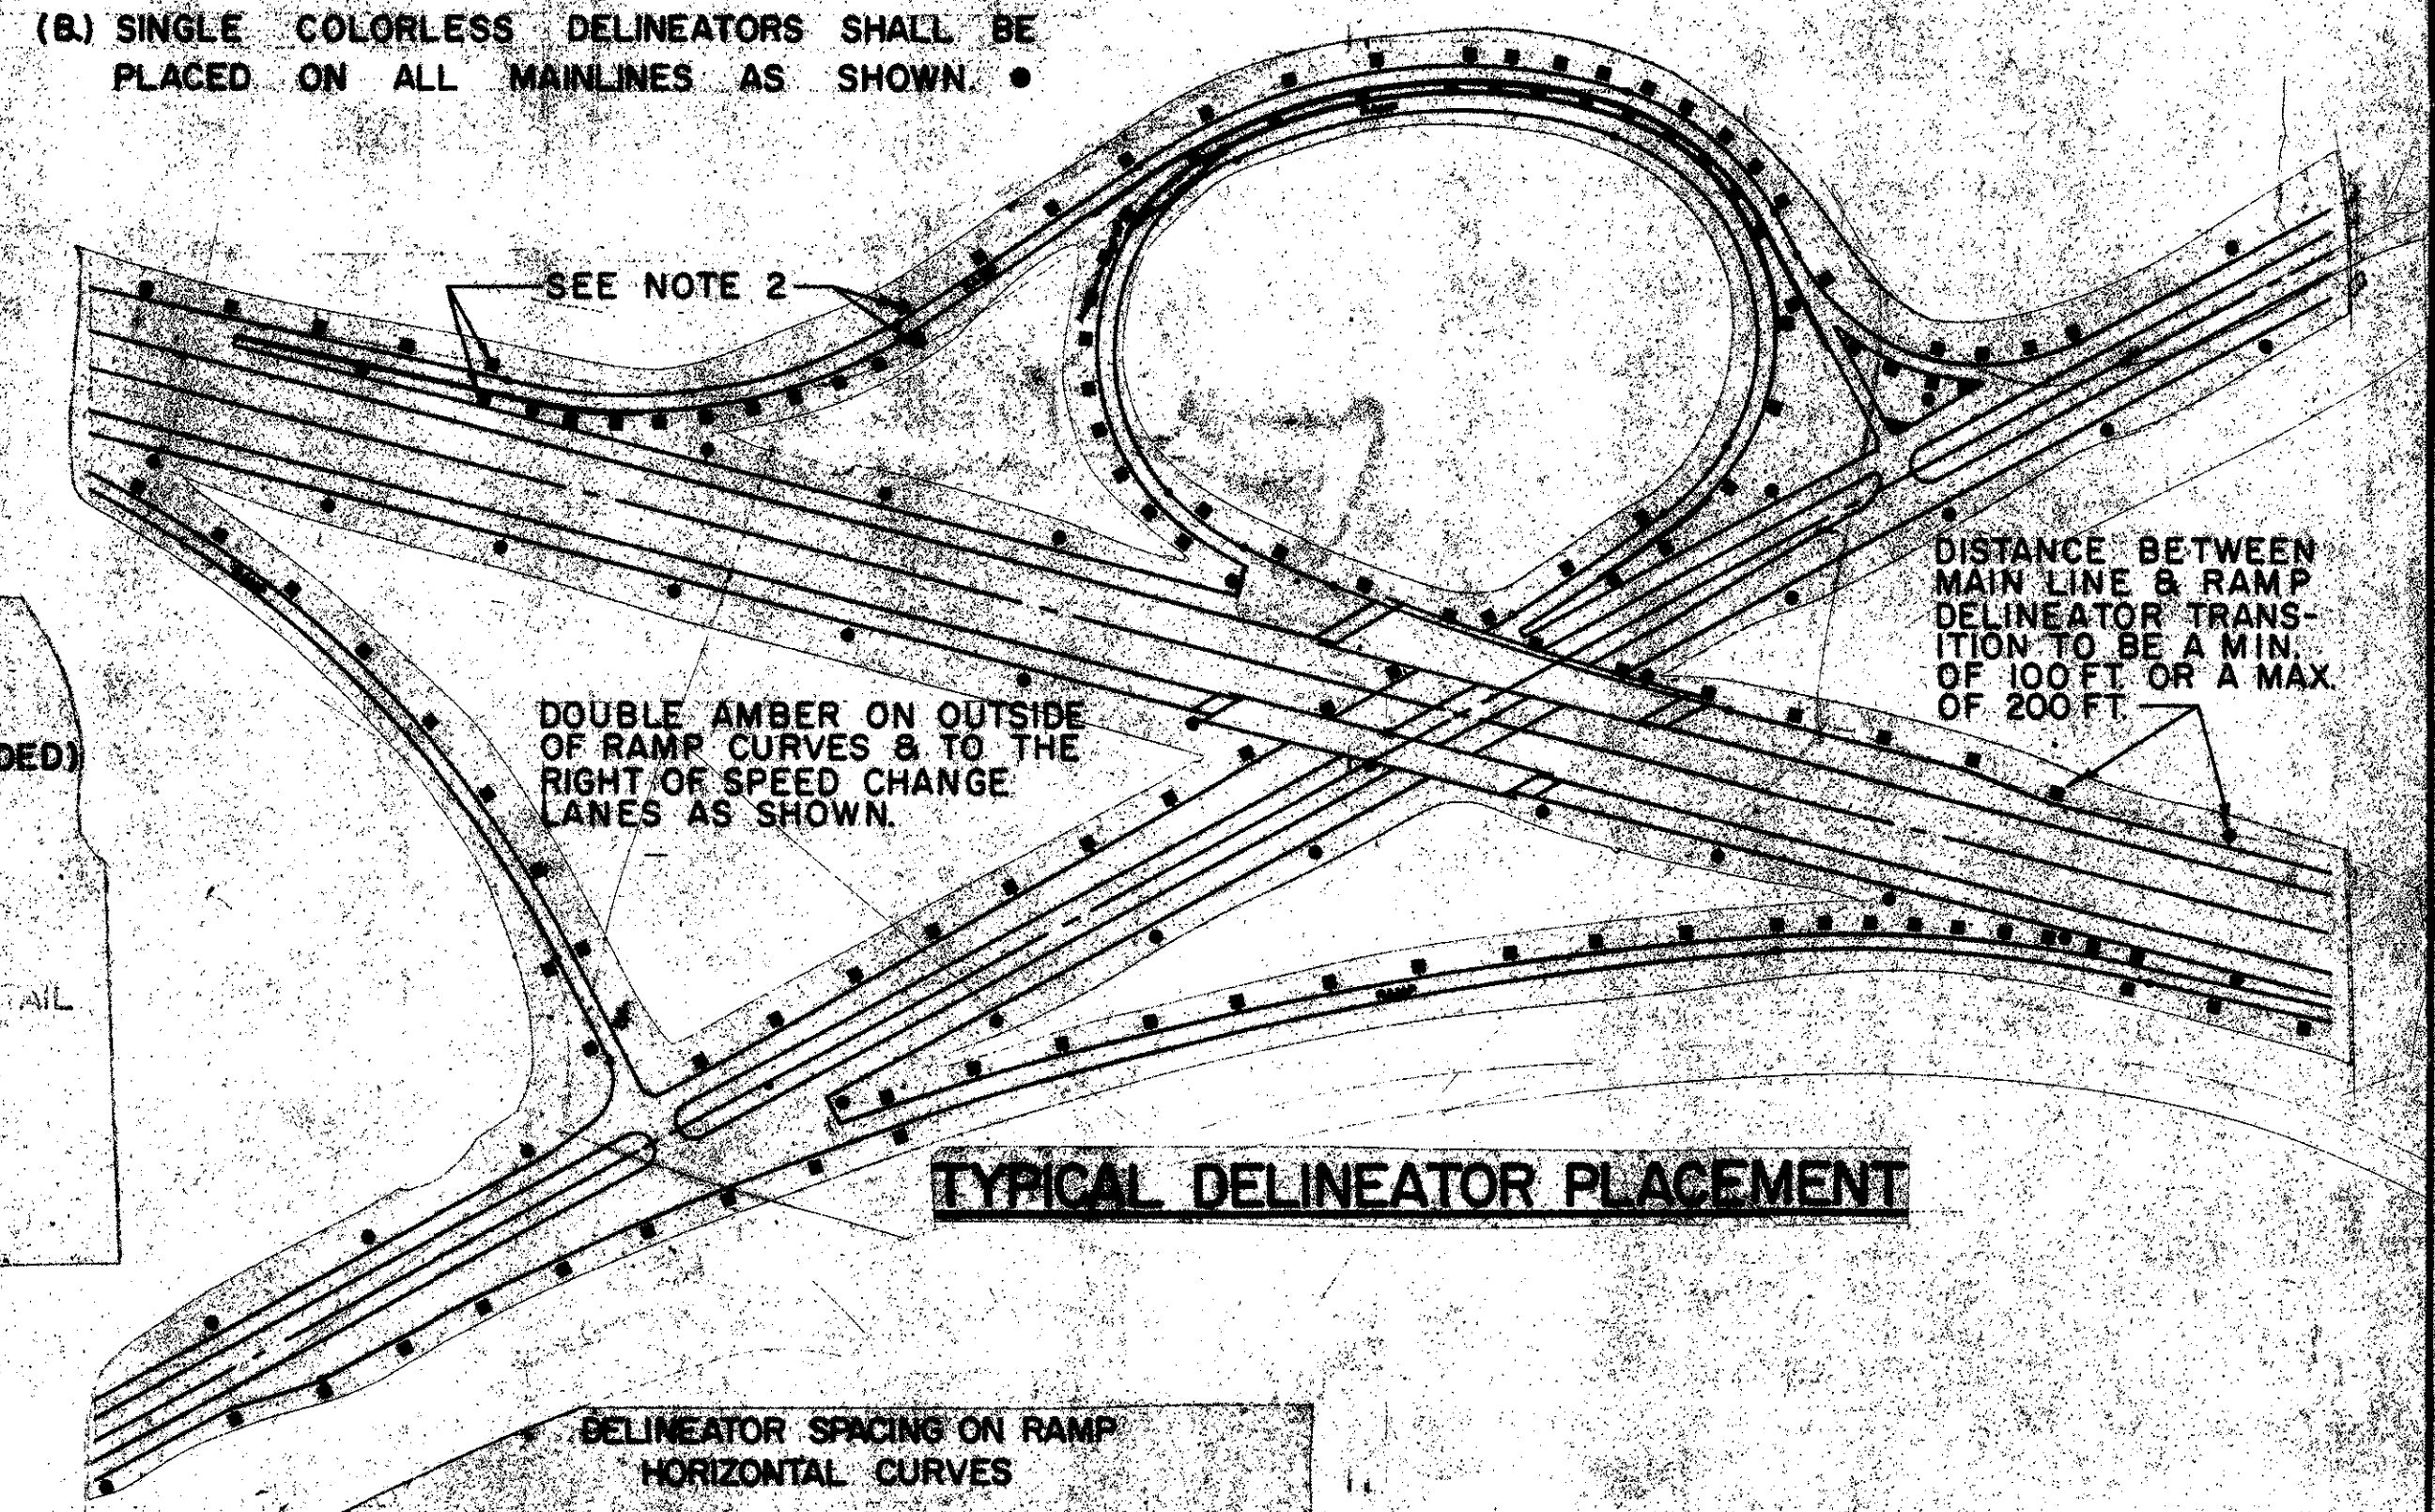 (B.) SINGLE COLORLESS DELINEATORS SHALL BE
PLACED ON ALL MAINLINES AS SHOWN.
RAMP
SEE NOTE 2
DISTANCE BETWEEN
MAIN LINE & RAMP
DELINEATOR TRANS-
ITION TO BE A MIN.
OF 100 FT. OR A MAX.
OF 200 FT.
DOUBLE AMBER ON OUTSIDE
OF RAMP CURVES & TO THE
RIGHT OF SPEED CHANGE
LANES AS SHOWN.
DED)
AIL
RAMP
TYPICAL DELINEATOR PLACEMENT
DELINEATOR SPACING ON RAMP
HORIZONTAL CURVES